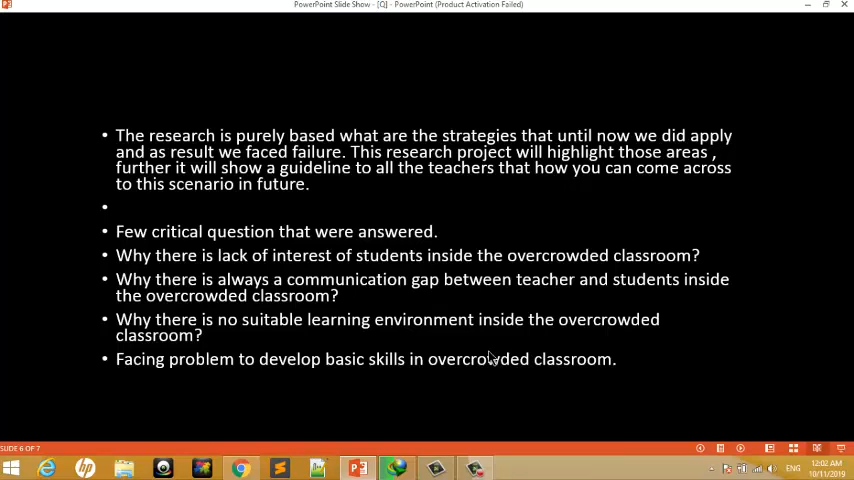 PowerPoint Slide Show - [Q] - PowerPoint (Product Activation Failed)
• The research is purely based what are the strategies that until now we did apply
and as result we faced failure. This research project will highlight those areas ,
further it will show a guideline to all the teachers that how you can come across
to this scenario in future.
•
• Few critical question that were answered.
• Why there is lack of interest of students inside the overcrowded classroom?
• Why there is always a communication gap between teacher and students inside
the overcrowded classroom?
• Why there is no suitable learning environment inside the overcrowded
classroom?
• Facing problem to develop basic skills in overcrowded classroom.
SLIDE 6 OF 7
ENG
12:02 AM
10/11/2019